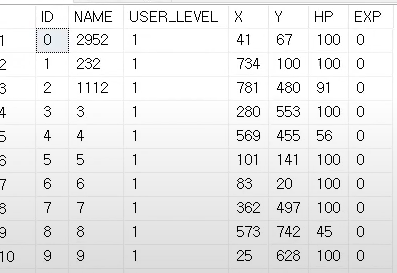 ID NAME USER_LEVEL X Y HP EXP
1 0 2952 1 41 67 100 0
2 1 232 1 734 100 100 0
3 2 1112 1 781 480 91 0
4 3 3 1 280 553 100 0
5 4 4 1 569 455 56 0
6 5 5 1 101 141 100 0
7 6 6 1 83 20 100 0
8 7 7 1 362 497 100 0
9 8 8 1 573 742 45 0
10 9 9 1 25 628 100 0